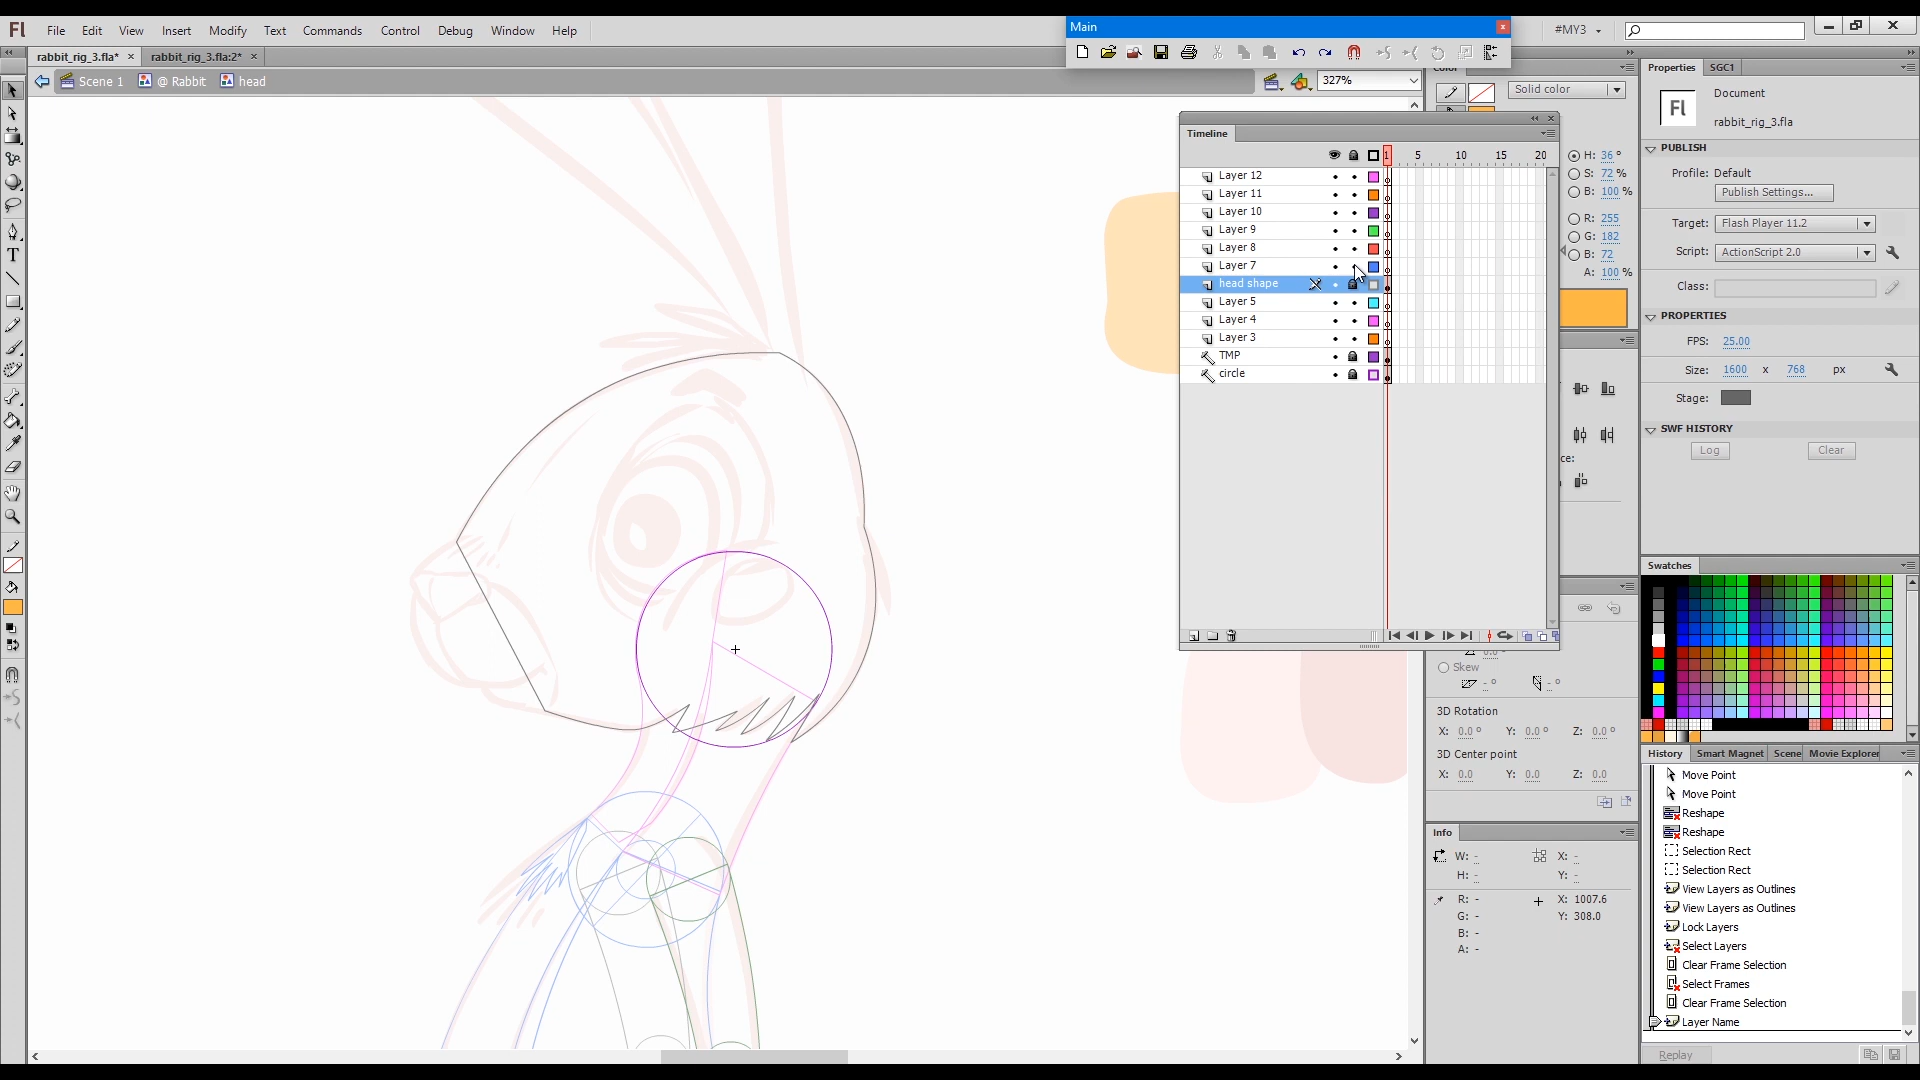 Fl File Edit View Insert Modify Text Commands Control Debug Window Help
Main
#MY3
rabbit_rig_3.fla* × rabbit_rig_3.fla:2* ×
Scene 1 @ Rabbit head
327%
Timeline
1 5 10 15 20
Layer 12
Layer 11
Layer 10
Layer 9
Layer 8
Layer 7
head shape
Layer 5
Layer 4
Layer 3
TMP
circle
Color
Solid color
H: 36 °
S: 72 %
B: 100 %
R: 255
G: 182
B: 72
A: 100 %
ce:
Skew
3D Rotation
X: 0.0 ° Y: 0.0 ° Z: 0.0 °
3D Center point
X: 0.0 Y: 0.0 Z: 0.0
Info
W: - X: -
H: - Y: -
R: - X: 1007.6
G: - Y: 308.0
B: -
A: -
Properties SGC1
Fl Document
rabbit_rig_3.fla
PUBLISH
Profile: Default
Publish Settings...
Target: Flash Player 11.2
Script: ActionScript 2.0
Class:
PROPERTIES
FPS: 25.00
Size: 1600 x 768 px
Stage:
SWF HISTORY
Log Clear
Swatches
History Smart Magnet Scene Movie Explorer
Move Point
Move Point
Reshape
Reshape
Selection Rect
Selection Rect
View Layers as Outlines
View Layers as Outlines
Lock Layers
Select Layers
Clear Frame Selection
Select Frames
Clear Frame Selection
Layer Name
Replay